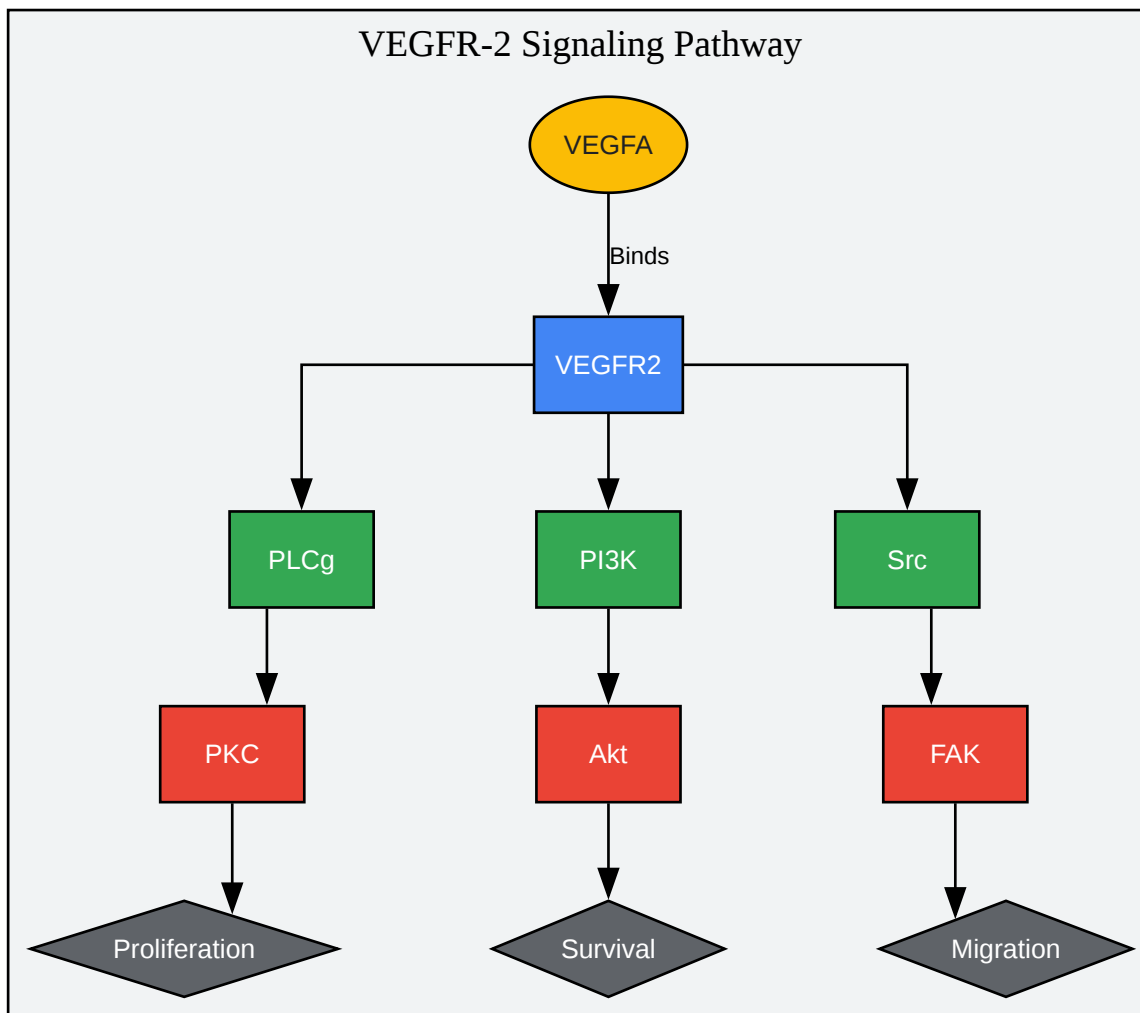 VEGFR-2 Signaling Pathway
VEGFA
Binds
VEGFR2
PLCg
PI3K
Src
PKC
Akt
FAK
Proliferation
Survival
Migration